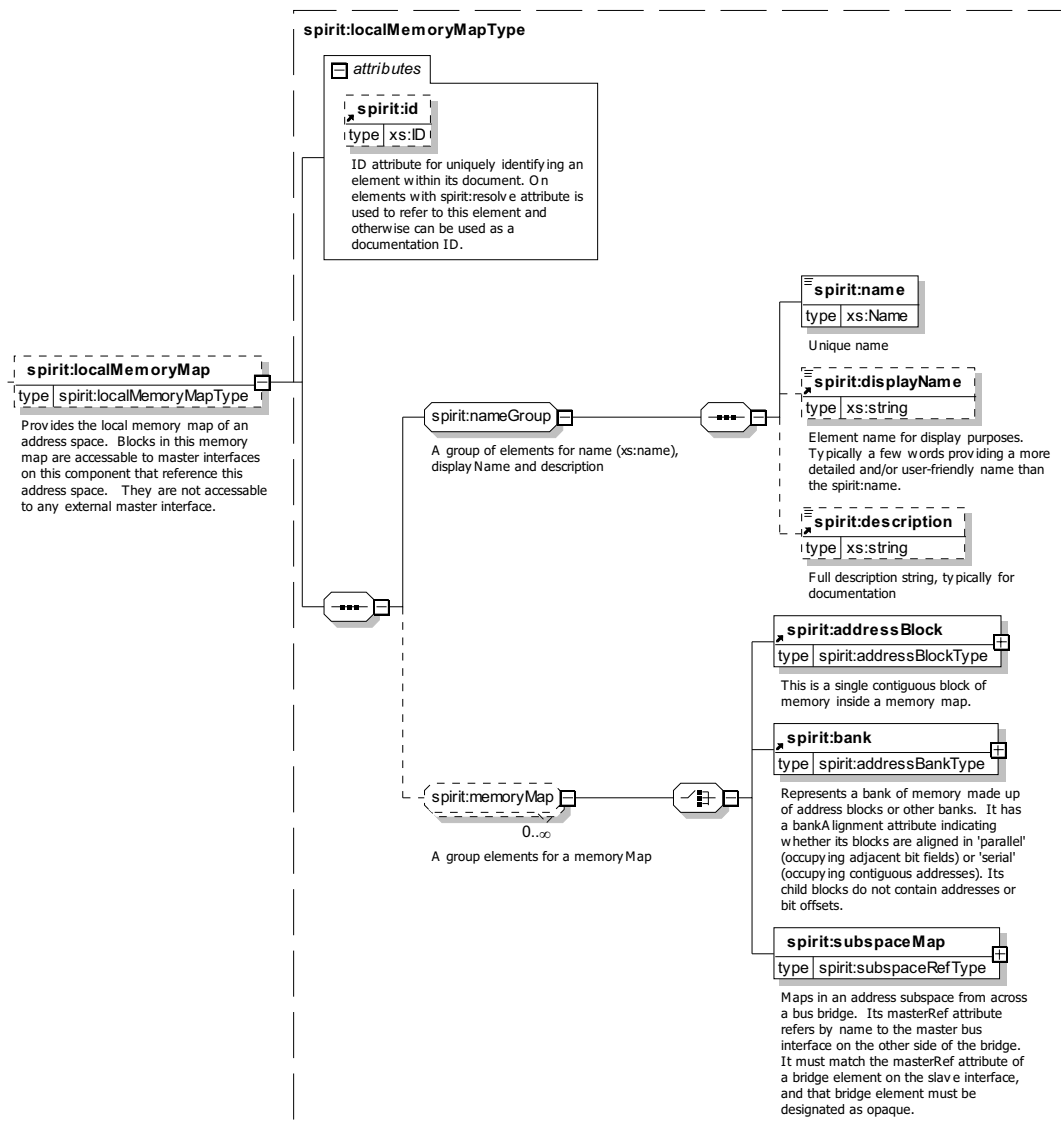 spirit:localMemoryMapType
attributes
spirit:id
type xs:ID
ID attribute for uniquely identifying an
element within its document. On
elements with spirit:resolve attribute is
used to refer to this element and
otherwise can be used as a
documentation ID.
spirit:localMemoryMap
type spirit:localMemoryMapType
Provides the local memory map of an
address space. Blocks in this memory
map are accessable to master interfaces
on this component that reference this
address space. They are not accessable
to any external master interface.
spirit:nameGroup
A group of elements for name (xs:name),
displayName and description
spirit:name
type xs:Name
Unique name
spirit:displayName
type xs:string
Element name for display purposes.
Typically a few words providing a more
detailed and/or user-friendly name than
the spirit:name.
spirit:description
type xs:string
Full description string, typically for
documentation
spirit:memoryMap
0..∞
A group elements for a memoryMap
spirit:addressBlock
type spirit:addressBlockType
This is a single contiguous block of
memory inside a memory map.
spirit:bank
type spirit:addressBankType
Represents a bank of memory made up
of address blocks or other banks. It has
a bankAlignment attribute indicating
whether its blocks are aligned in 'parallel'
(occupying adjacent bit fields) or 'serial'
(occupying contiguous addresses). Its
child blocks do not contain addresses or
bit offsets.
spirit:subspaceMap
type spirit:subspaceRefType
Maps in an address subspace from across
a bus bridge. Its masterRef attribute
refers by name to the master bus
interface on the other side of the bridge.
It must match the masterRef attribute of
a bridge element on the slave interface,
and that bridge element must be
designated as opaque.